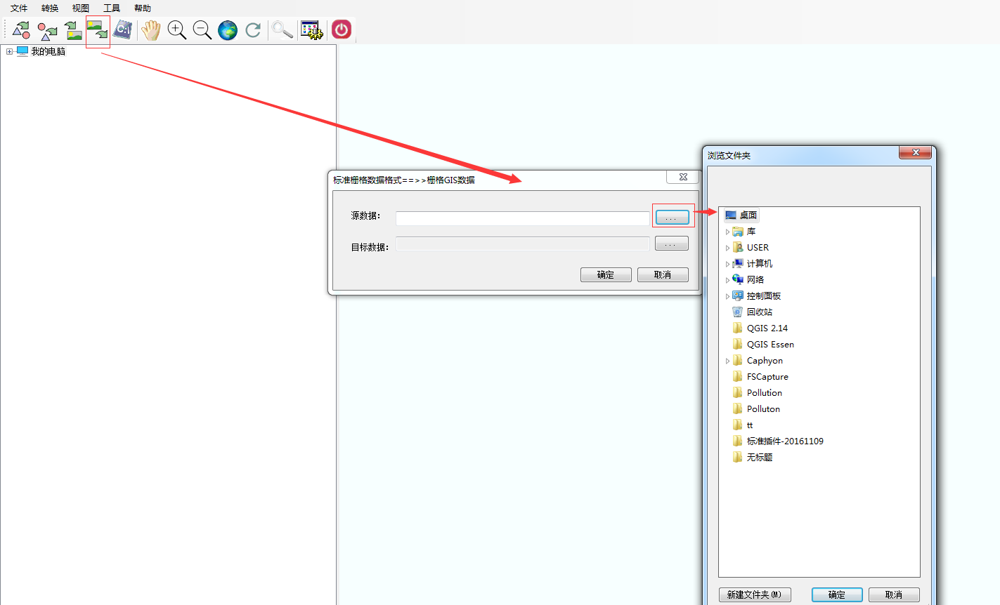 文件 转换 视图 工具 帮助
C:\
我的电脑
标准栅格数据格式==>>栅格GIS数据
源数据：
...
目标数据：
...
确定 取消
浏览文件夹
桌面
库
USER
计算机
网络
控制面板
回收站
QGIS 2.14
QGIS Essen
Caphyon
FSCapture
Pollution
Polluton
tt
标准插件-20161109
无标题
新建文件夹(M) 确定 取消